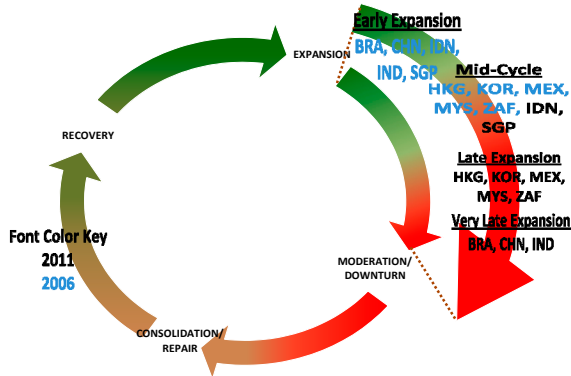 Early Expansion
BRA, CHN, IDN,
IND, SGP
EXPANSION
Mid-Cycle
HKG, KOR, MEX,
MYS, ZAF, IDN,
SGP
RECOVERY
Late Expansion
HKG, KOR, MEX,
MYS, ZAF
Very Late Expansion
BRA, CHN, IND
Font Color Key
2011
2006
MODERATION/
DOWNTURN
CONSOLIDATION/
REPAIR